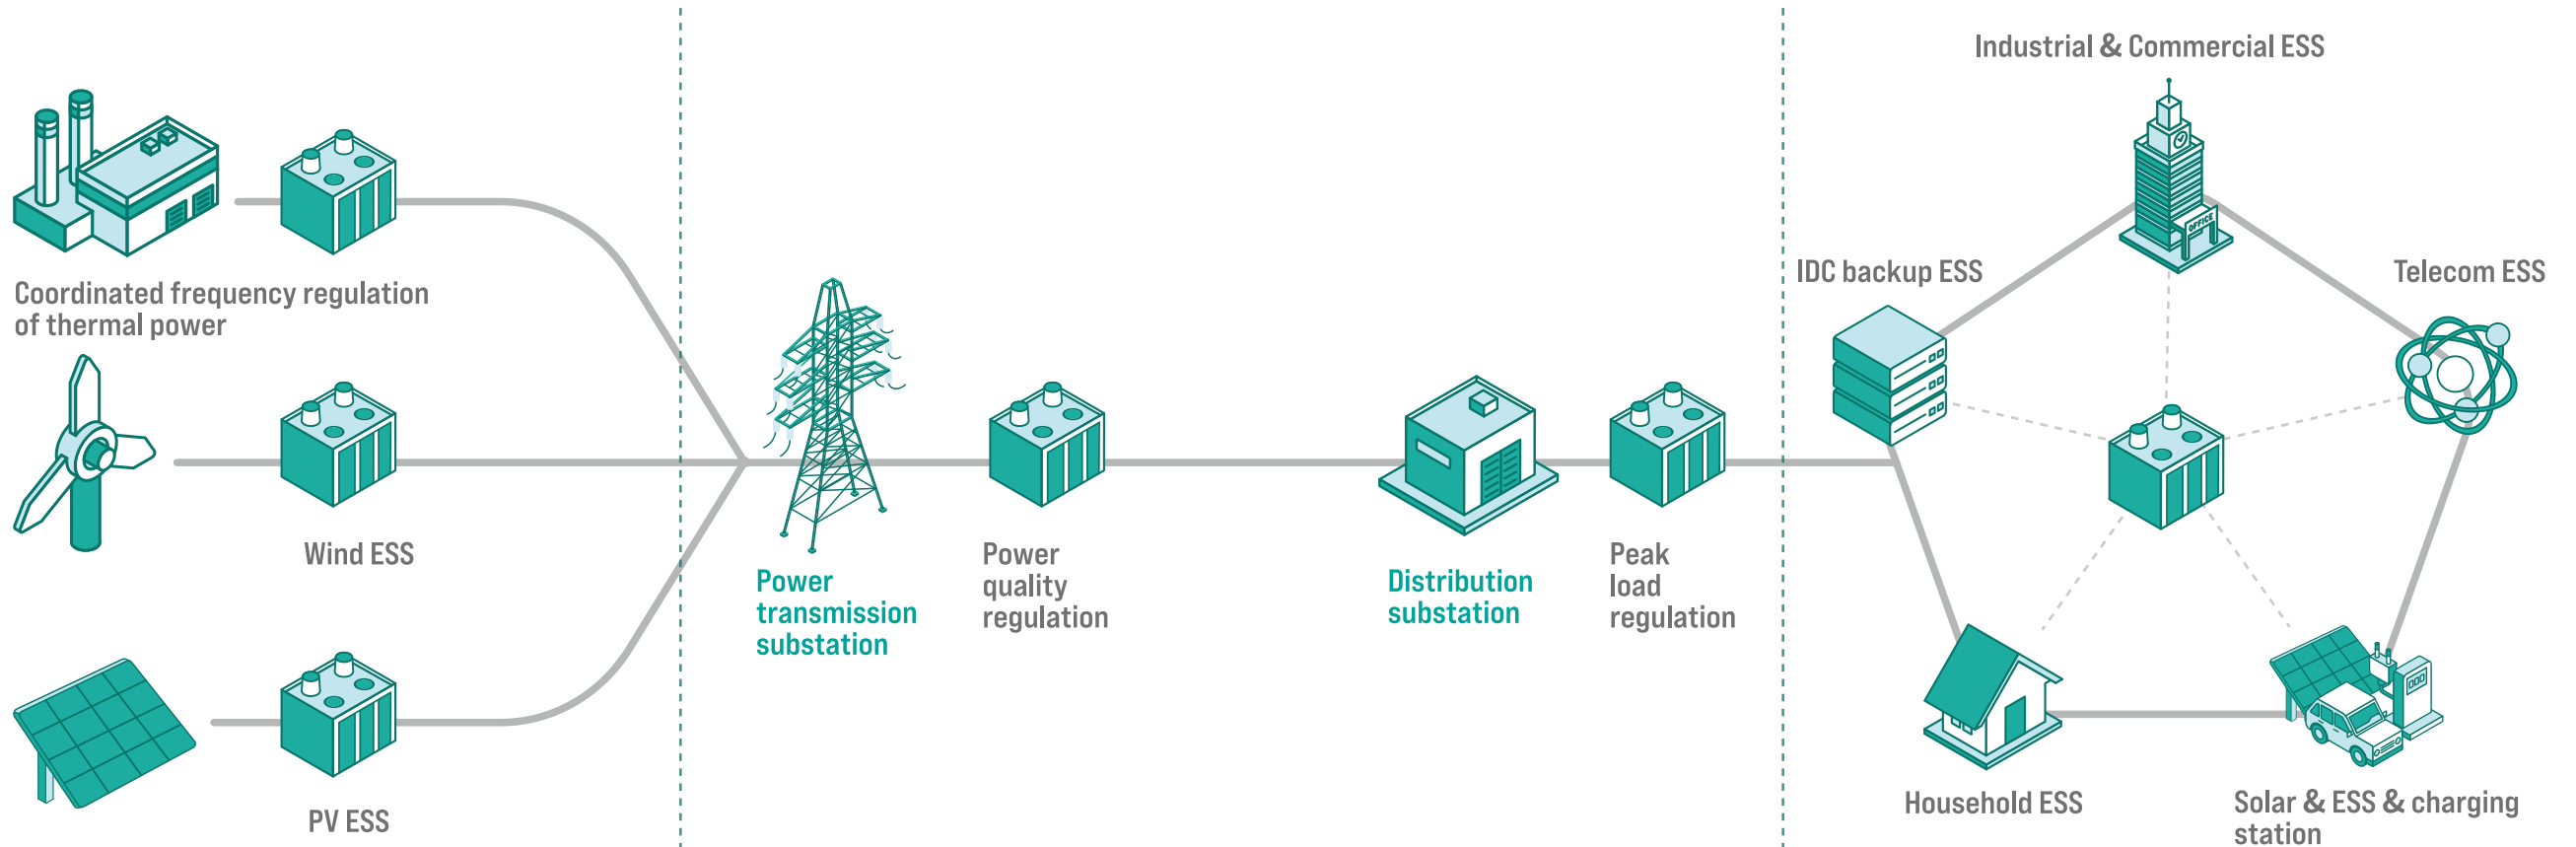 Industrial & Commercial ESS
OFFICE
IDC backup ESS
Telecom ESS
Coordinated frequency regulation
of thermal power
Wind ESS
Power
quality
regulation
Peak
load
regulation
Power
transmission
substation
Distribution
substation
PV ESS
Household ESS
Solar & ESS & charging
station